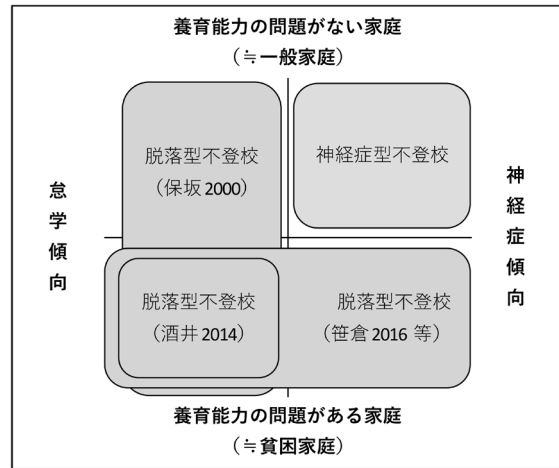 養育能力の問題がない家庭
（≒一般家庭）
脱落型不登校
（保坂 2000）
神経症型不登校
怠学傾向
神経症傾向
脱落型不登校
（酒井 2014）
脱落型不登校
（笹倉 2016 等）
養育能力の問題がある家庭
（≒貧困家庭）